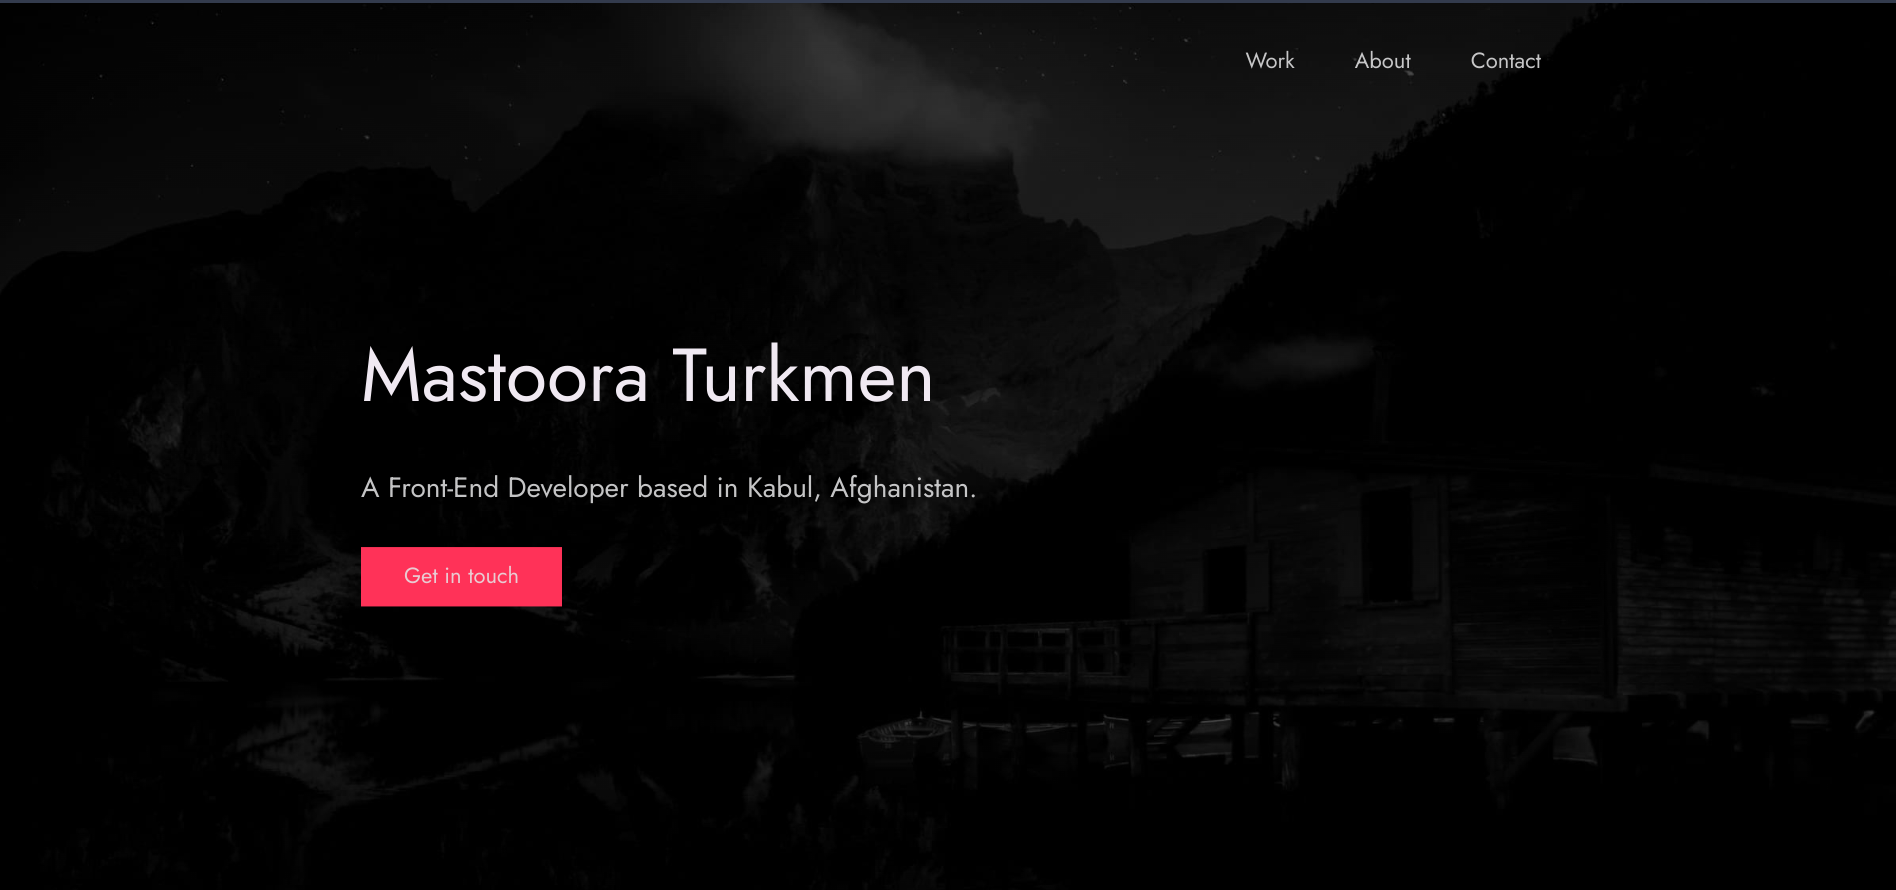 Work About Contact
Mastoora Turkmen
A Front-End Developer based in Kabul, Afghanistan.
Get in touch